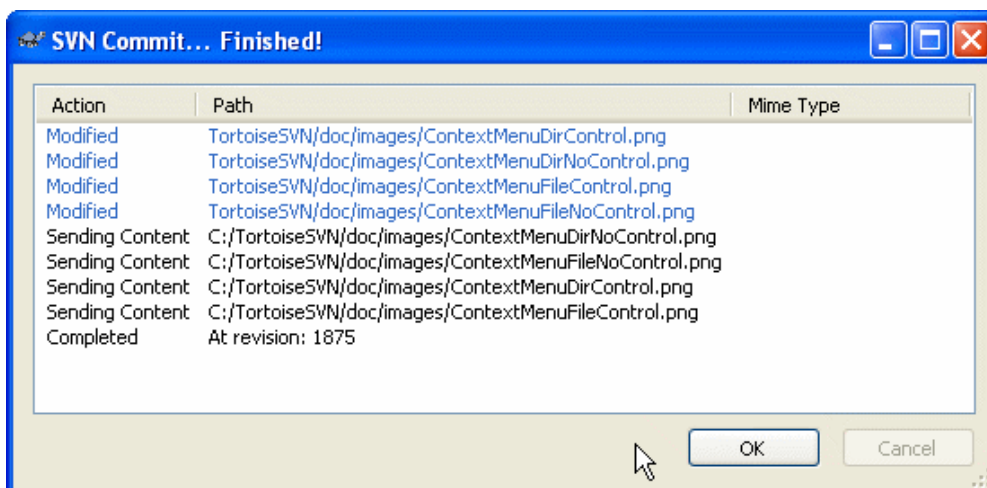 SVN Commit... Finished!
Action Path Mime Type
Modified TortoiseSVN/doc/images/ContextMenuDirControl.png
Modified TortoiseSVN/doc/images/ContextMenuDirNoControl.png
Modified TortoiseSVN/doc/images/ContextMenuFileControl.png
Modified TortoiseSVN/doc/images/ContextMenuFileNoControl.png
Sending Content C:/TortoiseSVN/doc/images/ContextMenuDirNoControl.png
Sending Content C:/TortoiseSVN/doc/images/ContextMenuFileNoControl.png
Sending Content C:/TortoiseSVN/doc/images/ContextMenuDirControl.png
Sending Content C:/TortoiseSVN/doc/images/ContextMenuFileControl.png
Completed At revision: 1875
OK Cancel